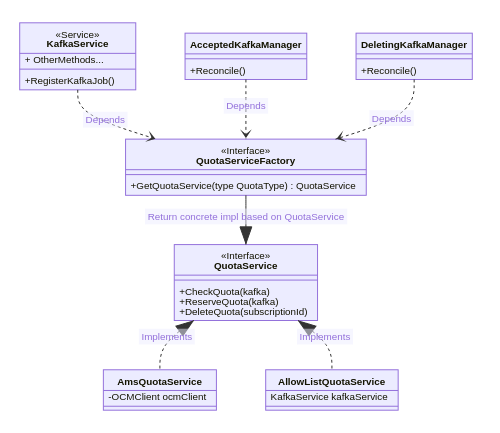 «Service»
KafkaService
+ OtherMethods...
+RegisterKafkaJob()
AcceptedKafkaManager
+Reconcile()
DeletingKafkaManager
+Reconcile()
Depends
Depends
Depends
«Interface»
QuotaServiceFactory
+GetQuotaService(type QuotaType) : QuotaService
Return concrete impl based on QuotaService
«Interface»
QuotaService
+CheckQuota(kafka)
+ReserveQuota(kafka)
+DeleteQuota(subscriptionId)
Implements
Implements
AmsQuotaService
-OCMClient ocmClient
AllowListQuotaService
KafkaService kafkaService